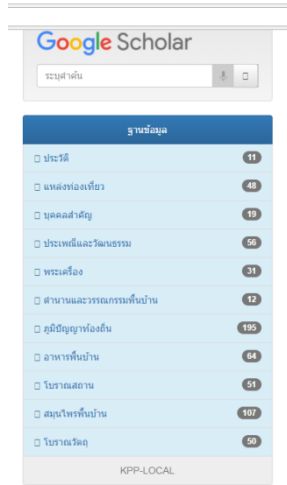 Google Scholar
ระบุคำค้น
ฐานข้อมูล
ประวัติ 11
แหล่งท่องเที่ยว 48
บุคคลสำคัญ 19
ประเพณีและวัฒนธรรม 56
พระเครื่อง 31
ตำนานและวรรณกรรมพื้นบ้าน 12
ภูมิปัญญาท้องถิ่น 195
อาหารพื้นบ้าน 64
โบราณสถาน 51
สมุนไพรพื้นบ้าน 107
โบราณวัตถุ 50
KPP-LOCAL